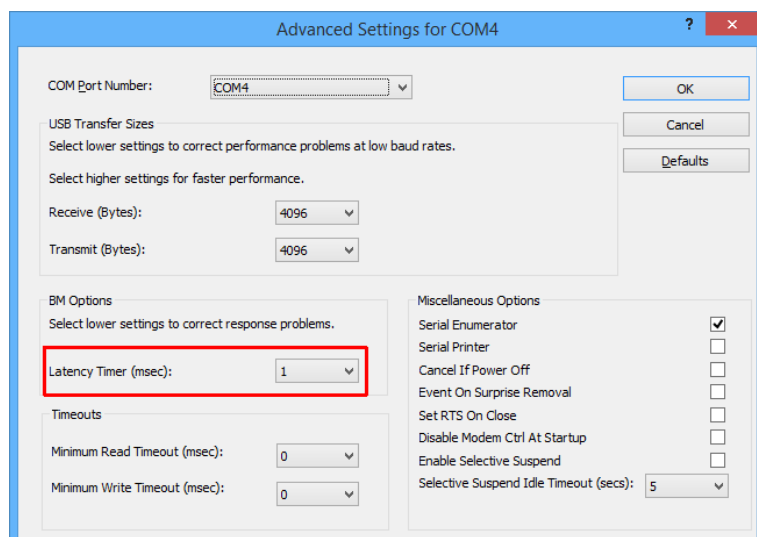 Advanced Settings for COM4
?
COM Port Number:
COM4
OK
Cancel
Defaults
USB Transfer Sizes
Select lower settings to correct performance problems at low baud rates.
Select higher settings for faster performance.
Receive (Bytes):
4096
Transmit (Bytes):
4096
BM Options
Select lower settings to correct response problems.
Latency Timer (msec):
1
Timeouts
Minimum Read Timeout (msec):
0
Minimum Write Timeout (msec):
0
Miscellaneous Options
Serial Enumerator
Serial Printer
Cancel If Power Off
Event On Surprise Removal
Set RTS On Close
Disable Modem Ctrl At Startup
Enable Selective Suspend
Selective Suspend Idle Timeout (secs):
5